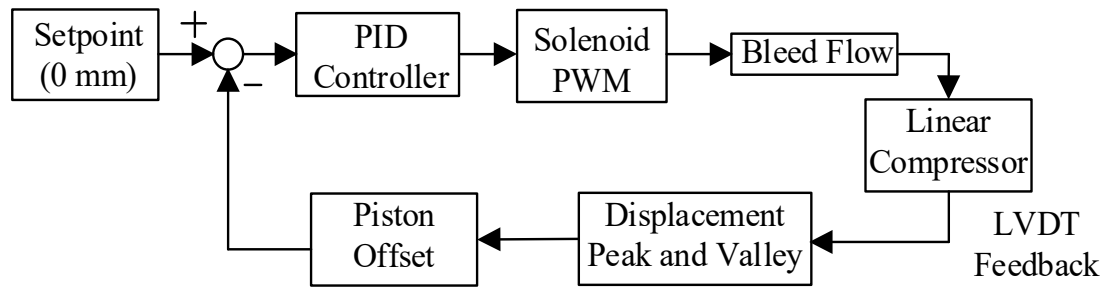 Setpoint
(0 mm)
+
−
PID
Controller
Solenoid
PWM
Bleed Flow
Linear
Compressor
LVDT
Feedback
Displacement
Peak and Valley
Piston
Offset